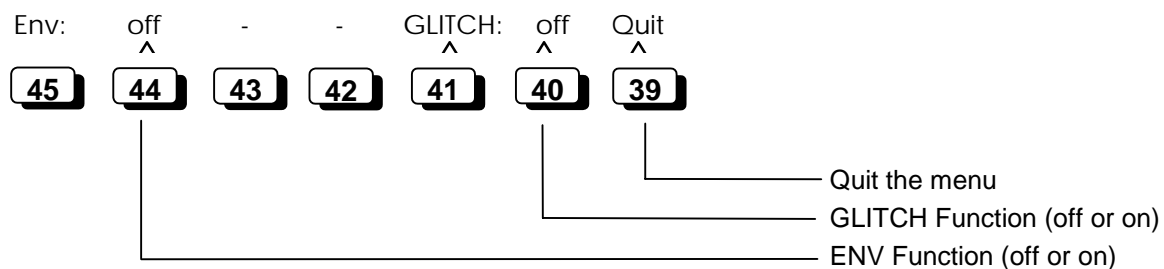 Env: off - - GLITCH: off Quit
45 44 43 42 41 40 39
Quit the menu
GLITCH Function (off or on)
ENV Function (off or on)